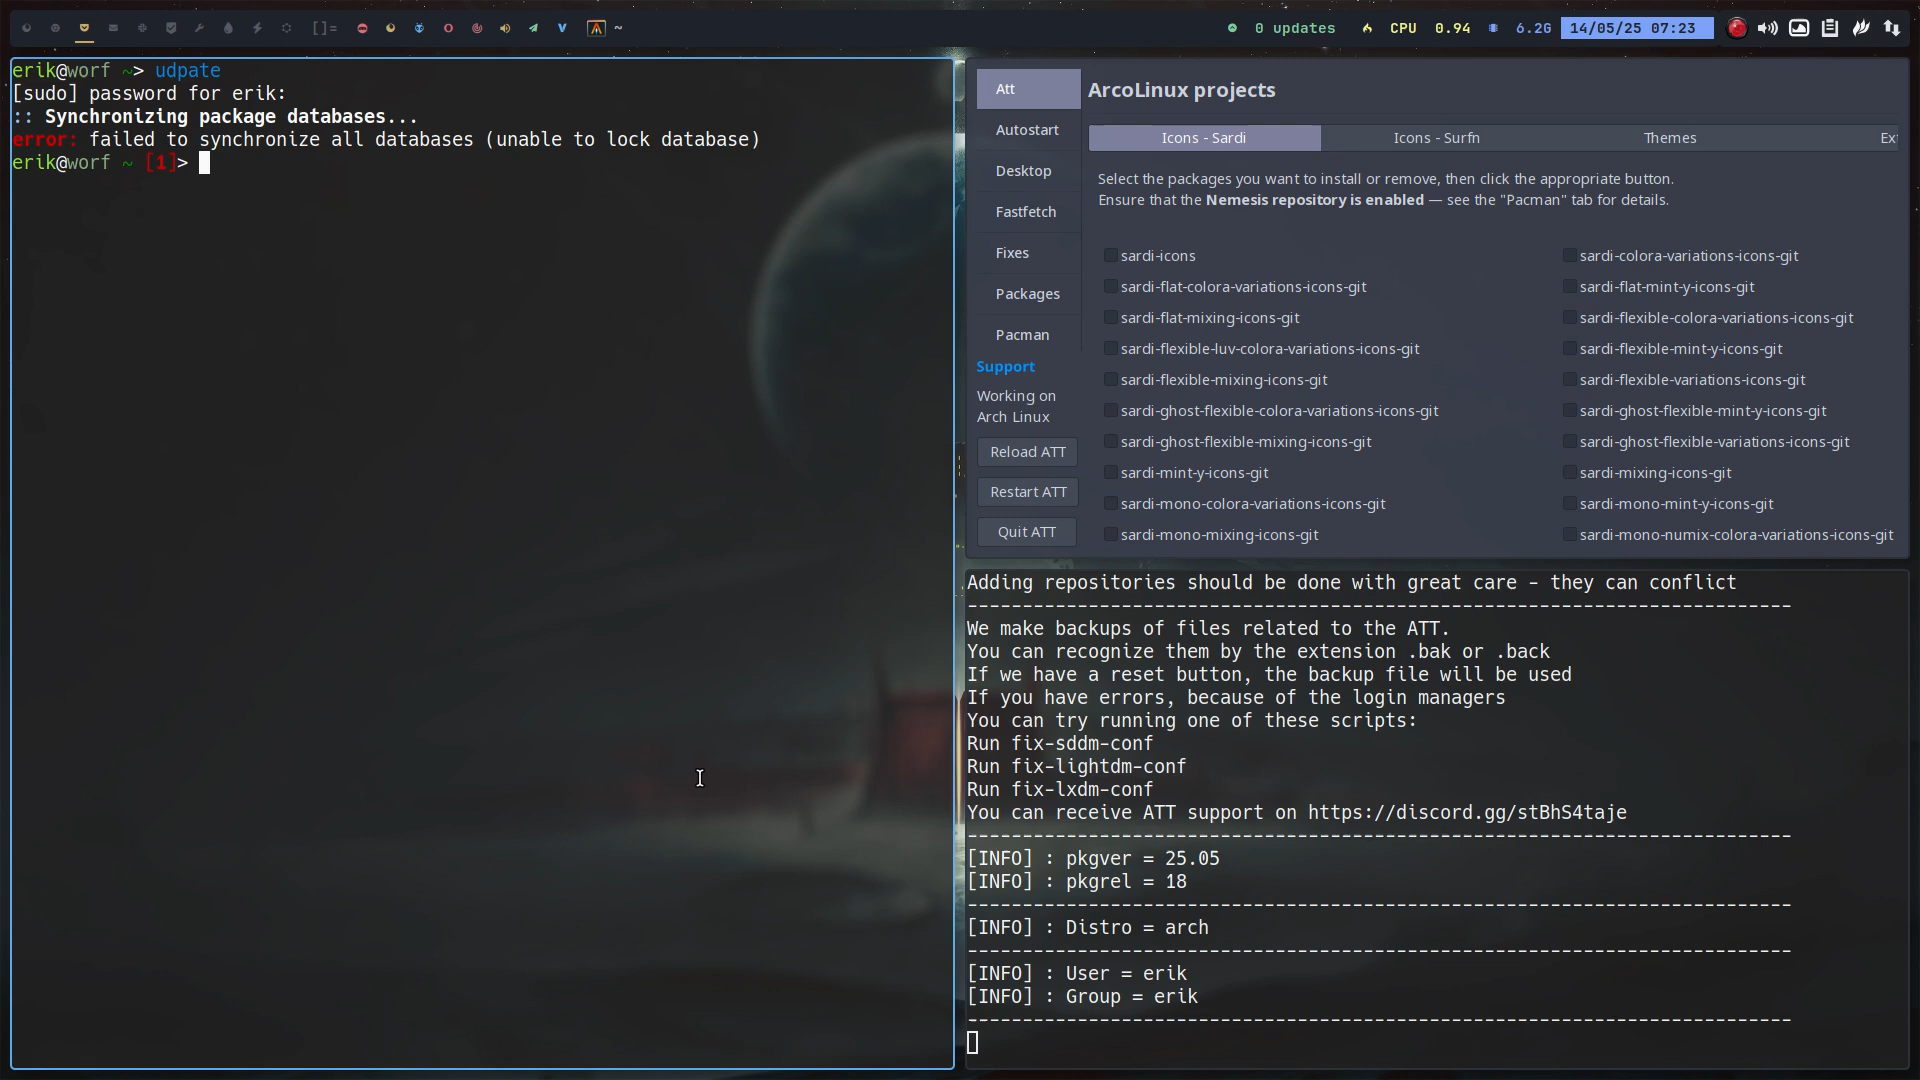 []=
~
0 updates
CPU 0.94
6.2G
14/05/25 07:23
erik@worf ~> udpate
[sudo] password for erik:
:: Synchronizing package databases...
error: failed to synchronize all databases (unable to lock database)
erik@worf ~ [1]>
Att
Autostart
Desktop
Fastfetch
Fixes
Packages
Pacman
Support
Working on
Arch Linux
Reload ATT
Restart ATT
Quit ATT
ArcoLinux projects
Icons - Sardi
Icons - Surfn
Themes
Select the packages you want to install or remove, then click the appropriate button.
Ensure that the Nemesis repository is enabled — see the "Pacman" tab for details.
sardi-icons
sardi-colora-variations-icons-git
sardi-flat-colora-variations-icons-git
sardi-flat-mint-y-icons-git
sardi-flat-mixing-icons-git
sardi-flexible-colora-variations-icons-git
sardi-flexible-luv-colora-variations-icons-git
sardi-flexible-mint-y-icons-git
sardi-flexible-mixing-icons-git
sardi-flexible-variations-icons-git
sardi-ghost-flexible-colora-variations-icons-git
sardi-ghost-flexible-mint-y-icons-git
sardi-ghost-flexible-mixing-icons-git
sardi-ghost-flexible-variations-icons-git
sardi-mint-y-icons-git
sardi-mixing-icons-git
sardi-mono-colora-variations-icons-git
sardi-mono-mint-y-icons-git
sardi-mono-mixing-icons-git
sardi-mono-numix-colora-variations-icons-git
Adding repositories should be done with great care - they can conflict
---------------------------------------------------------------------------
We make backups of files related to the ATT.
You can recognize them by the extension .bak or .back
If we have a reset button, the backup file will be used
If you have errors, because of the login managers
You can try running one of these scripts:
Run fix-sddm-conf
Run fix-lightdm-conf
Run fix-lxdm-conf
You can receive ATT support on https://discord.gg/stBhS4taje
---------------------------------------------------------------------------
[INFO] : pkgver = 25.05
[INFO] : pkgrel = 18
---------------------------------------------------------------------------
[INFO] : Distro = arch
---------------------------------------------------------------------------
[INFO] : User = erik
[INFO] : Group = erik
---------------------------------------------------------------------------